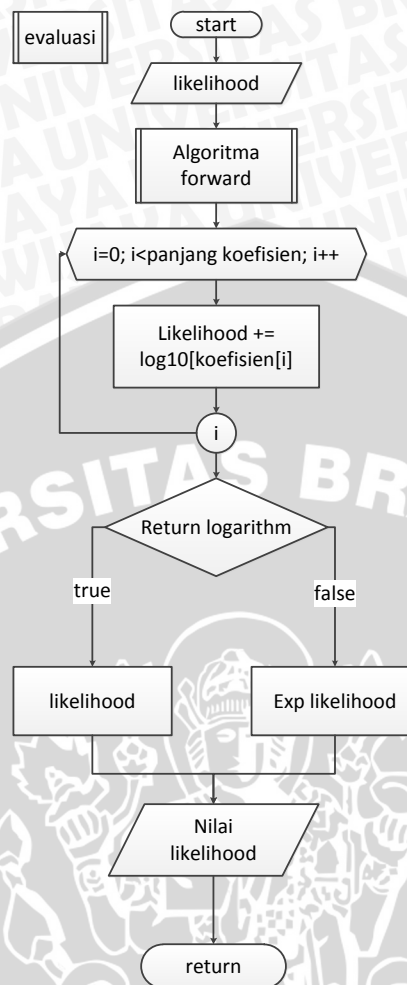 evaluasi
start
likelihood
Algoritma
forward
i=0; i<panjang koefisien; i++
Likelihood +=
log10[koefisien[i]
i
Return logarithm
true
false
likelihood
Exp likelihood
Nilai
likelihood
return